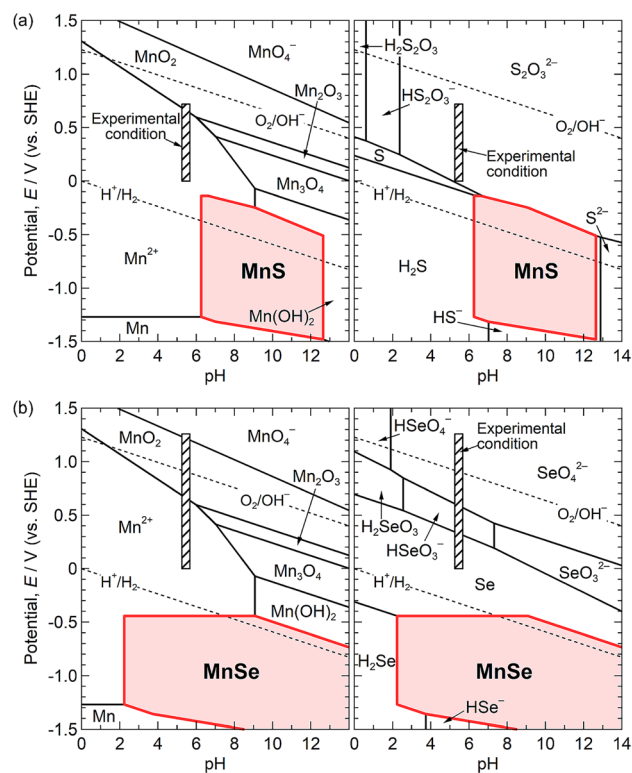 (a)
Potential, E / V (vs. SHE)
1.5
1.0
0.5
0
-0.5
-1.0
-1.5
MnO₂
MnO₄⁻
Mn₂O₃
O₂/OH⁻
Experimental
condition
Mn₃O₄
H⁺/H₂
Mn²⁺
MnS
Mn(OH)₂
Mn
0 2 4 6 8 10 12
pH
H₂S₂O₃
S₂O₃²⁻
HS₂O₃⁻
O₂/OH⁻
S
Experimental
condition
H⁺/H₂
S²⁻
H₂S
MnS
HS⁻
0 2 4 6 8 10 12 14
pH
(b)
Potential, E / V (vs. SHE)
1.5
1.0
0.5
0
-0.5
-1.0
-1.5
MnO₂
MnO₄⁻
Mn₂O₃
O₂/OH⁻
Mn²⁺
Mn₃O₄
H⁺/H₂
Mn(OH)₂
MnSe
Mn
0 2 4 6 8 10 12
pH
HSeO₄⁻
Experimental
condition
SeO₄²⁻
H₂SeO₃
O₂/OH⁻
HSeO₃⁻
SeO₃²⁻
H⁺/H₂
Se
H₂Se
MnSe
HSe⁻
0 2 4 6 8 10 12 14
pH